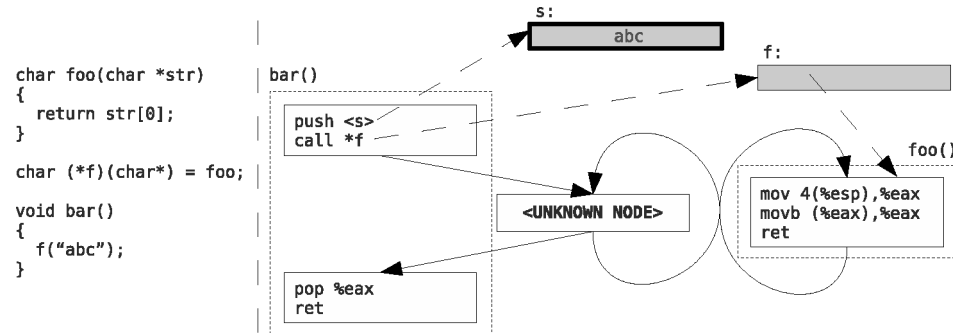 char foo(char *str)
{
  return str[0];
}
char (*f)(char*) = foo;
void bar()
{
  f(“abc”);
}
bar()
push <s>
call *f
pop %eax
ret
s:
abc
f:
<UNKNOWN NODE>
foo()
mov 4(%esp),%eax
movb (%eax),%eax
ret